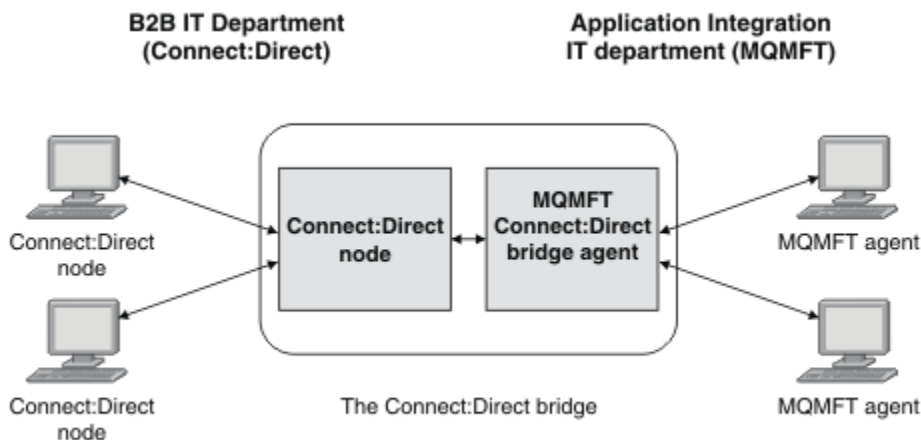 B2B IT Department
(Connect:Direct)
Application Integration
IT department (MQMFT)
Connect:Direct
node
Connect:Direct
node
Connect:Direct
node
MQMFT
Connect:Direct
bridge agent
MQMFT agent
MQMFT agent
The Connect:Direct bridge